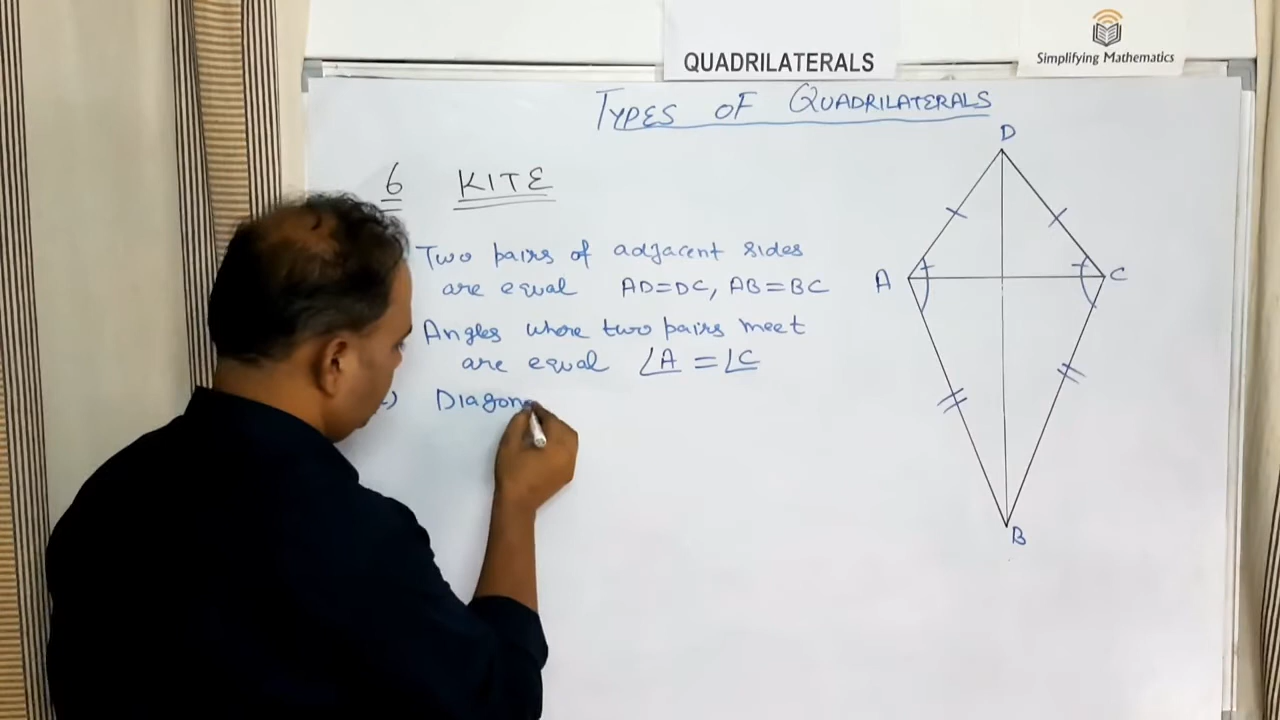 QUADRILATERALS
Simplifying Mathematics
TYPES OF QUADRILATERALS
6 KITE
Two pairs of adjacent sides
are equal AD=DC, AB=BC
Angles where two pairs meet
are equal ∠A = ∠C
Diagon
D
A
C
B